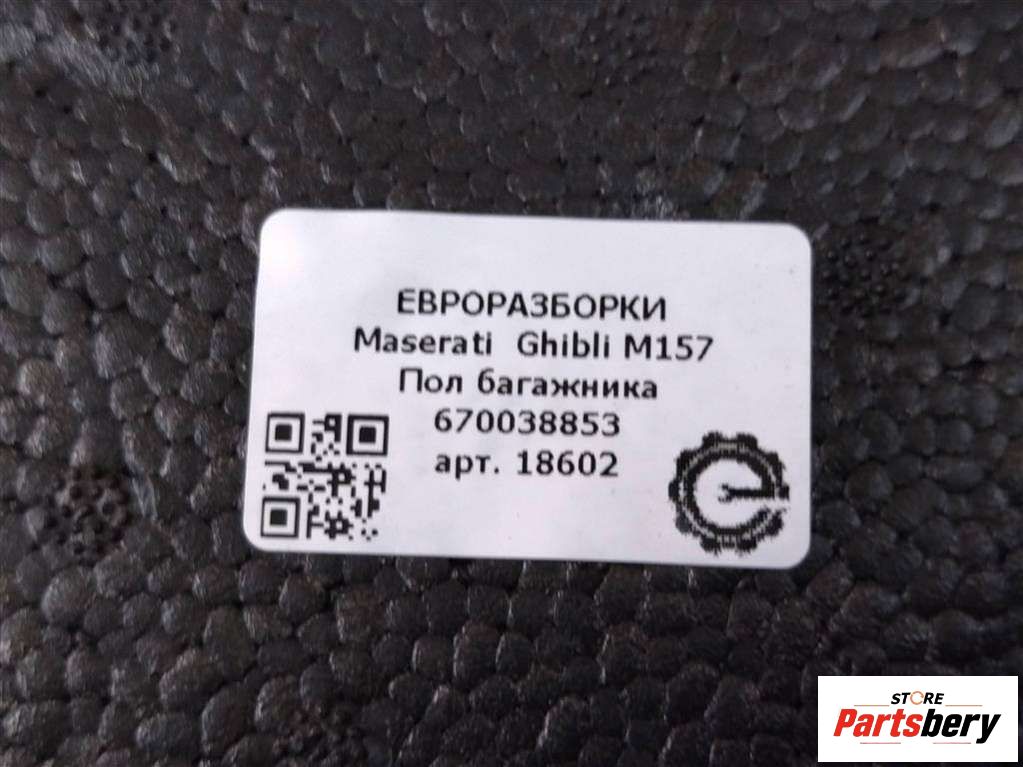 ЕВРОРАЗБОРКИ
Maserati Ghibli M157
Пол багажника
670038853
арт. 18602
STORE
Partsbery